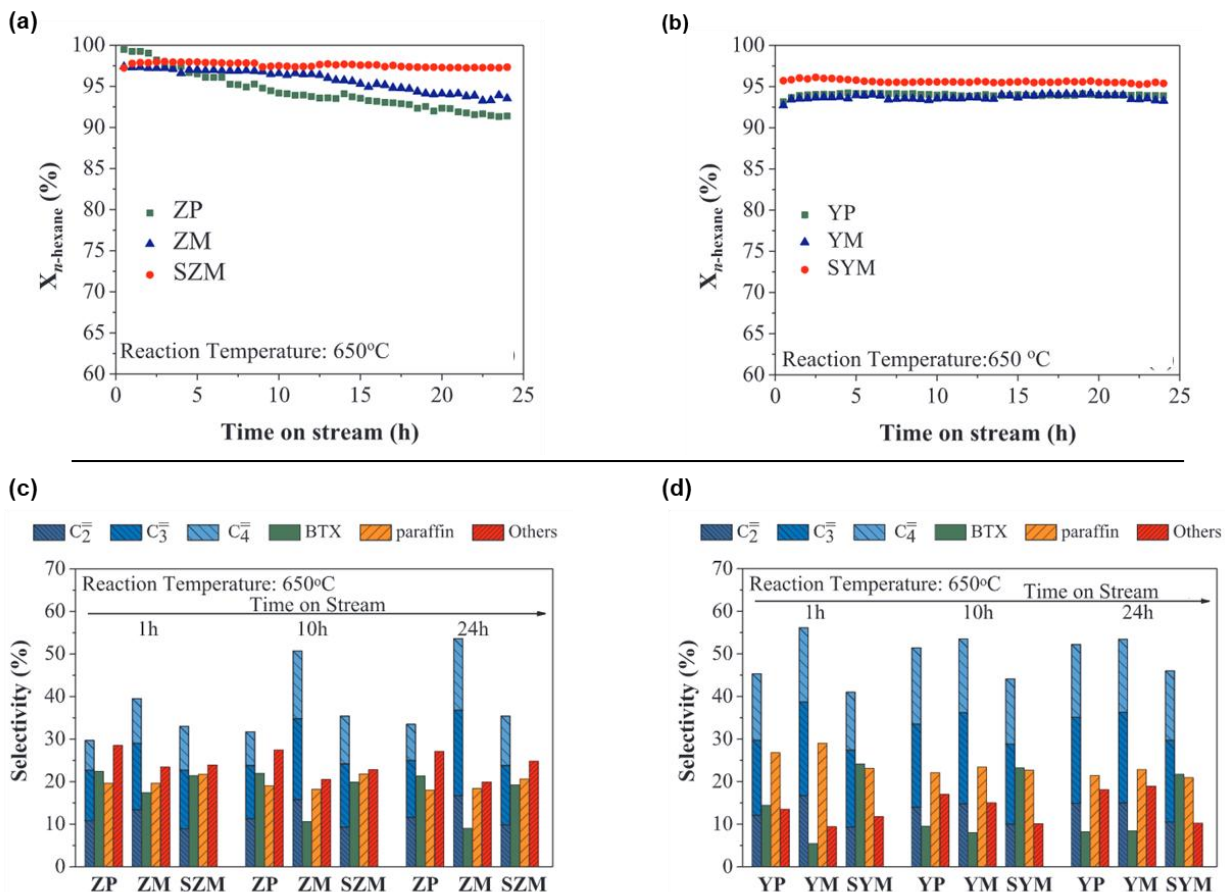 (a)
100
95
90
85
80
75
70
65
60
X n-hexane (%)
ZP
ZM
SZM
Reaction Temperature: 650°C
(
0 5 10 15 20 25
Time on stream (h)
(b)
100
95
90
85
80
75
70
65
60
X n-hexane (%)
YP
YM
SYM
Reaction Temperature:650 °C
0 5 10 15 20 25
Time on stream (h)
(c)
C2= C3= C4= BTX paraffin Others
70
60
50
40
30
20
10
0
Selectivity (%)
Reaction Temperature: 650°C
Time on Stream
1h 10h 24h
ZP ZM SZM ZP ZM SZM ZP ZM SZM
(d)
C2= C3= C4= BTX paraffin Others
70
60
50
40
30
20
10
0
Selectivity (%)
Reaction Temperature: 650°C
Time on Stream
1h 10h 24h
YP YM SYM YP YM SYM YP YM SYM